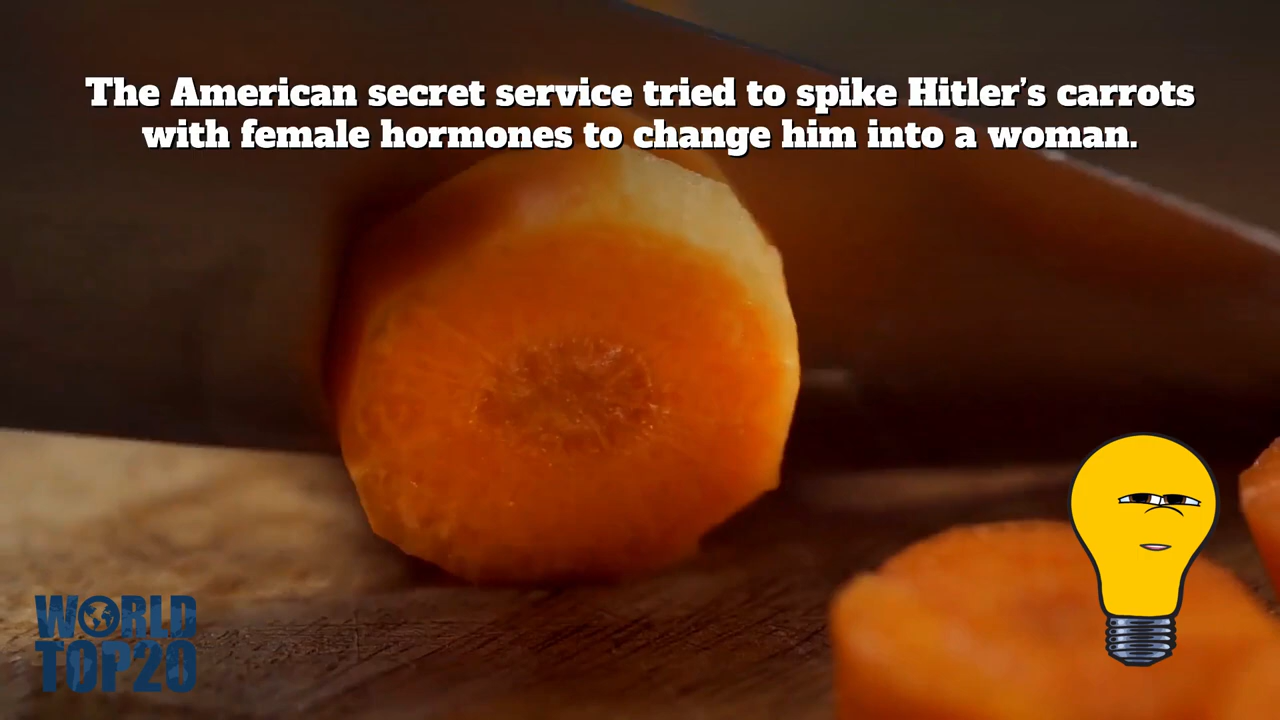 The American secret service tried to spike Hitler's carrots
with female hormones to change him into a woman.
WORLD
TOP20